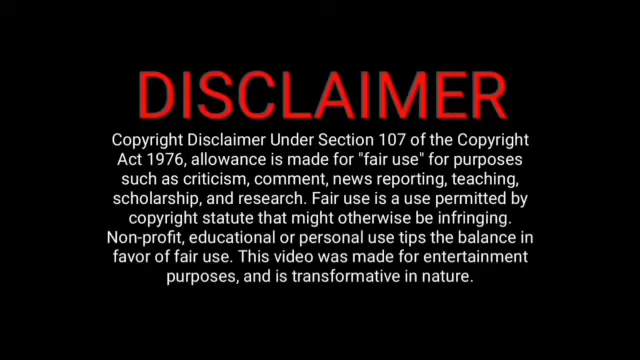 DISCLAIMER
Copyright Disclaimer Under Section 107 of the Copyright
Act 1976, allowance is made for "fair use" for purposes
such as criticism, comment, news reporting, teaching,
scholarship, and research. Fair use is a use permitted by
copyright statute that might otherwise be infringing.
Non-profit, educational or personal use tips the balance in
favor of fair use. This video was made for entertainment
purposes, and is transformative in nature.